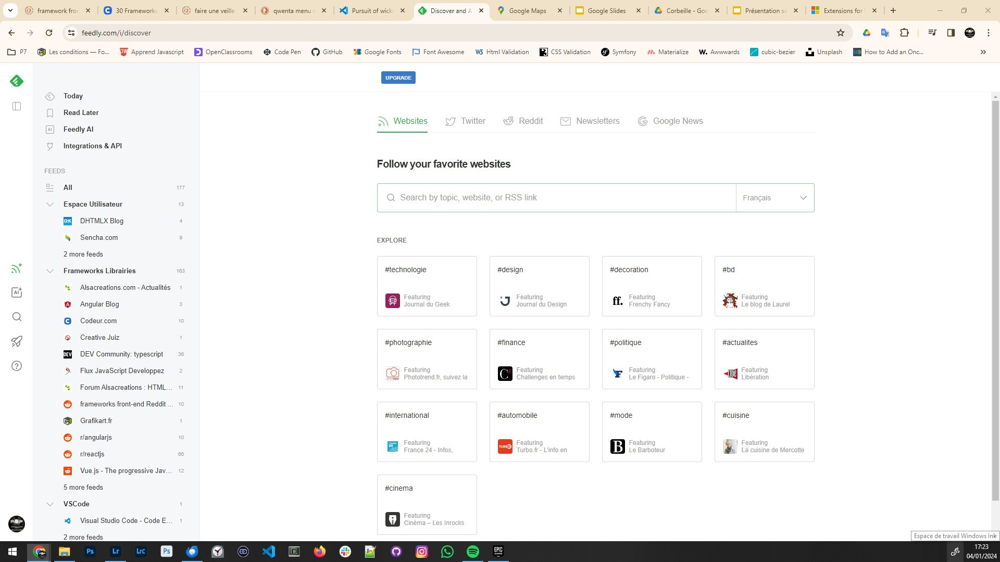 framework fror
30 Frameworks
faire une veille
qwenta menu
Pursuit of wicke
Discover and A
Google Maps
Google Slides
Corbeille - Goo
Présentation sa
Extensions for
feedly.com/i/discover
P7
Les conditions — Fo...
Apprend Javascript
OpenClassrooms
Code Pen
GitHub
Google Fonts
Font Awesome
Html Validation
CSS Validation
Symfony
Materialize
Awwwards
cubic-bezier
Unsplash
How to Add an Onc...
UPGRADE
Today
Read Later
Feedly AI
Integrations & API
FEEDS
All 177
Espace Utilisateur 13
DHTMLX Blog 4
Sencha.com 9
2 more feeds
Frameworks Librairies 163
Alsacreations.com - Actualités 1
Angular Blog 3
Codeur.com 10
Creative Juiz 1
DEV Community: typescript 36
Flux JavaScript Developpez 2
Forum Alsacreations : HTML... 11
frameworks front-end Reddit ... 10
Grafikart.fr 1
r/angularjs 10
r/reactjs 66
Vue.js - The progressive Jav... 12
5 more feeds
VSCode 1
Visual Studio Code - Code E... 1
2 more feeds
Websites
Twitter
Reddit
Newsletters
Google News
Follow your favorite websites
Search by topic, website, or RSS link
Français
EXPLORE
#technologie
Featuring
Journal du Geek
#design
Featuring
Journal du Design
#decoration
Featuring
Frenchy Fancy
#bd
Featuring
Le blog de Laurel
#photographie
Featuring
Phototrend.fr, suivez la
#finance
Featuring
Challenges en temps
#politique
Featuring
Le Figaro - Politique -
#actualites
Featuring
Libération
#international
Featuring
France 24 - Infos,
#automobile
Featuring
Turbo.fr - L'info en
#mode
Featuring
Le Barboteur
#cuisine
Featuring
La cuisine de Mercotte
#cinema
Featuring
Cinéma – Les Inrocks
Espace de travail Windows Ink
17:23
04/01/2024